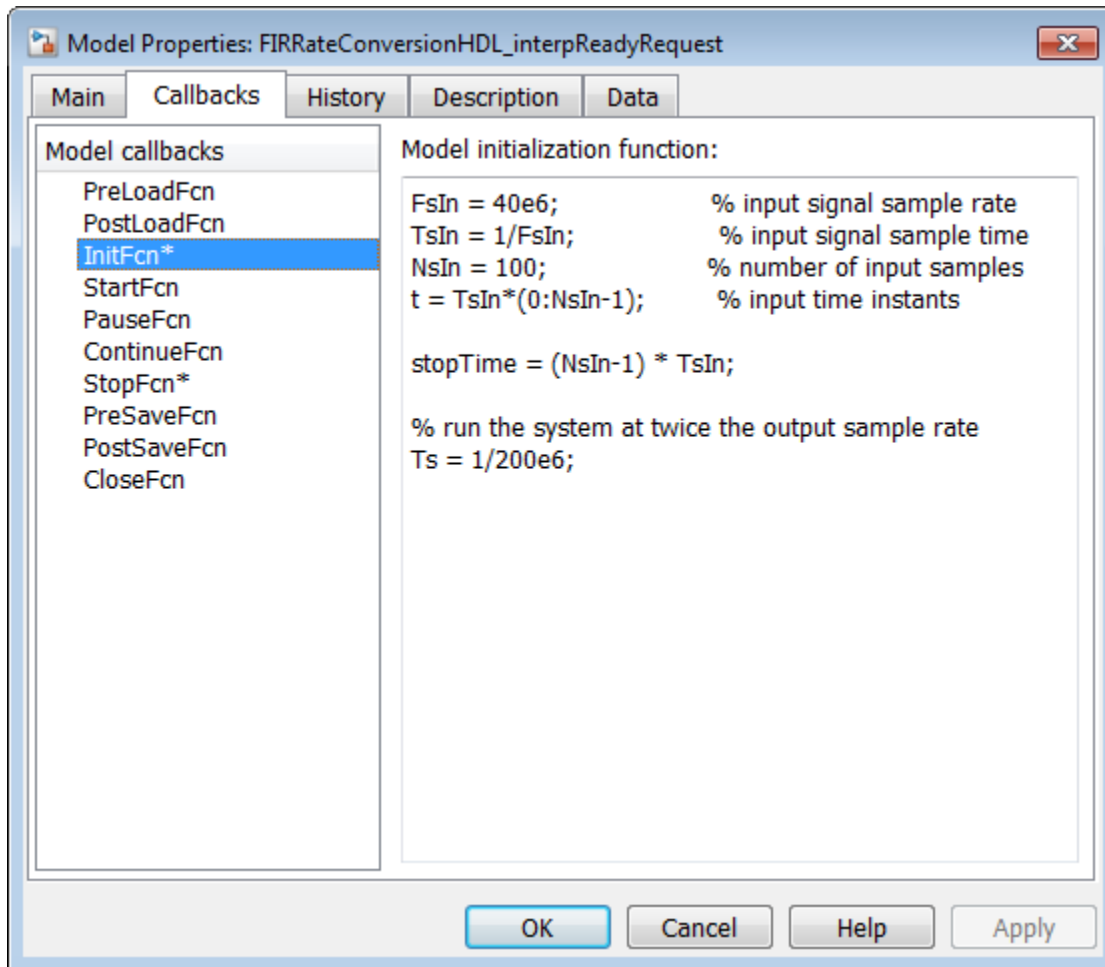 Model Properties: FIRRateConversionHDL_interpReadyRequest
Main Callbacks History Description Data
Model callbacks
PreLoadFcn
PostLoadFcn
InitFcn*
StartFcn
PauseFcn
ContinueFcn
StopFcn*
PreSaveFcn
PostSaveFcn
CloseFcn
Model initialization function:
FsIn = 40e6; % input signal sample rate
TsIn = 1/FsIn; % input signal sample time
NsIn = 100; % number of input samples
t = TsIn*(0:NsIn-1); % input time instants
stopTime = (NsIn-1) * TsIn;
% run the system at twice the output sample rate
Ts = 1/200e6;
OK Cancel Help Apply